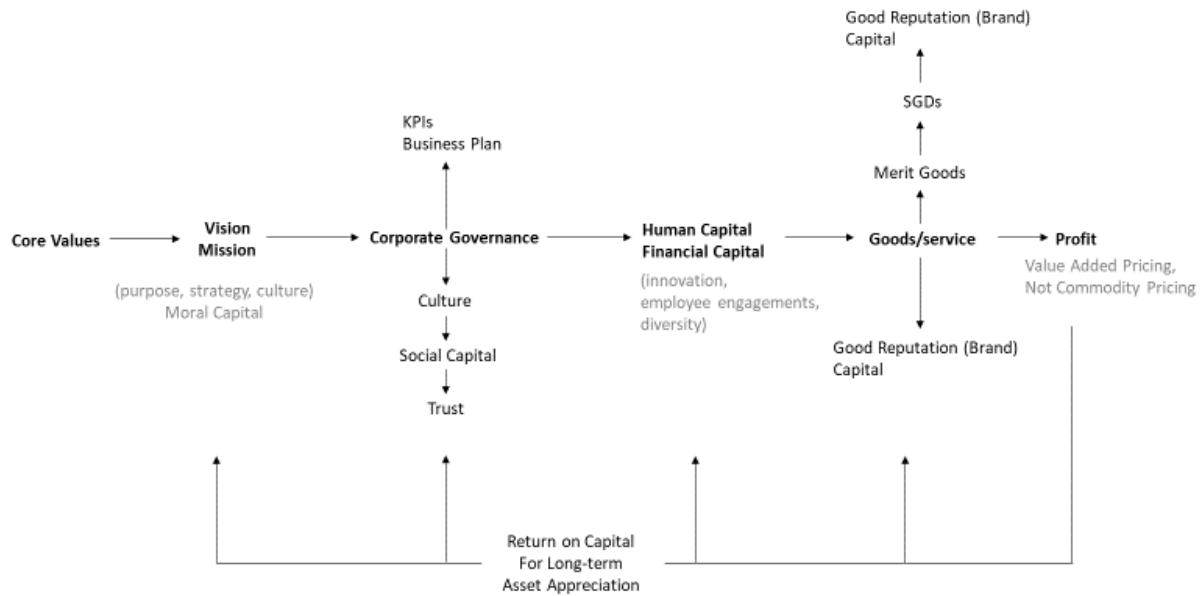 Good Reputation (Brand)
Capital
SGDs
KPIs
Business Plan
Merit Goods
Core Values
Vision
Mission
Corporate Governance
Human Capital
Financial Capital
Goods/service
Profit
(purpose, strategy, culture)
Moral Capital
Culture
Social Capital
Trust
(innovation,
employee engagements,
diversity)
Value Added Pricing,
Not Commodity Pricing
Good Reputation (Brand)
Capital
Return on Capital
For Long-term
Asset Appreciation